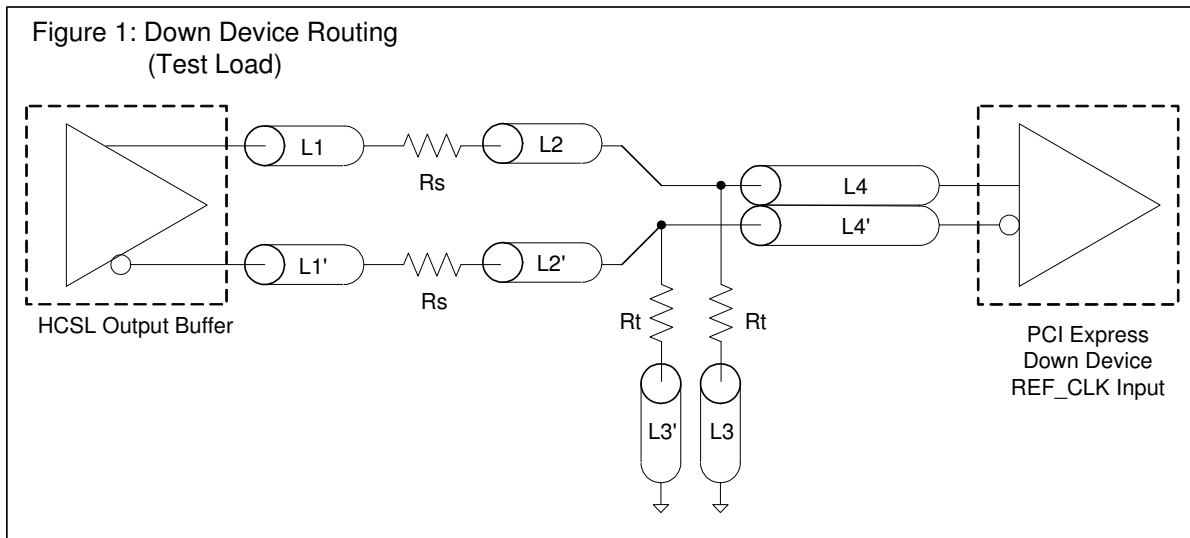 Figure 1: Down Device Routing
(Test Load)
L1
Rs
L2
L4
L4'
L1'
Rs
L2'
HCSL Output Buffer
Rt
Rt
L3'
L3
PCI Express
Down Device
REF_CLK Input